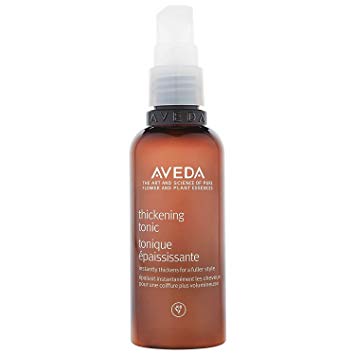 AVEDA
AVEDA
THE ART AND SCIENCE OF PURE
FLOWER AND PLANT ESSENCES
thickening
tonic
tonique
épaississante
instantly thickens for a fuller style
épaissit instantanément les cheveux
pour une coiffure plus volumineuse